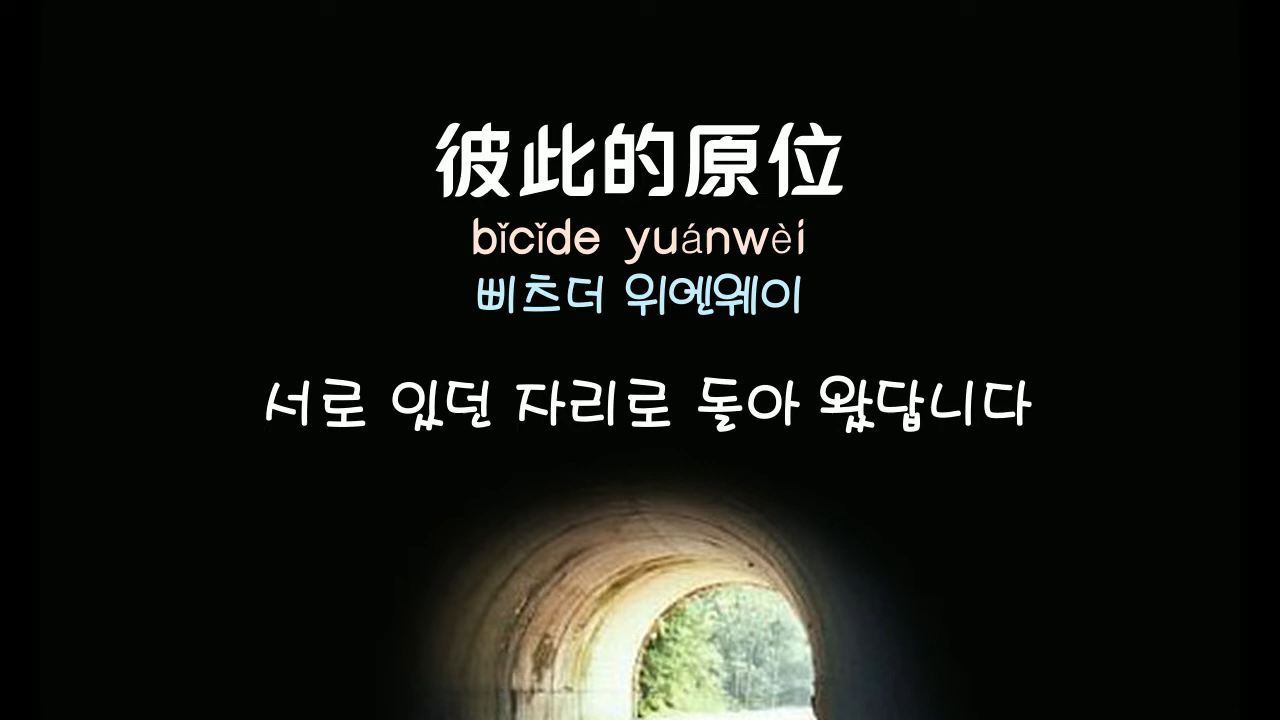 彼此的原位
bǐcǐde yuánwèi
삐츠더 위엔웨이
서로 있던 자리로 돌아 왔답니다